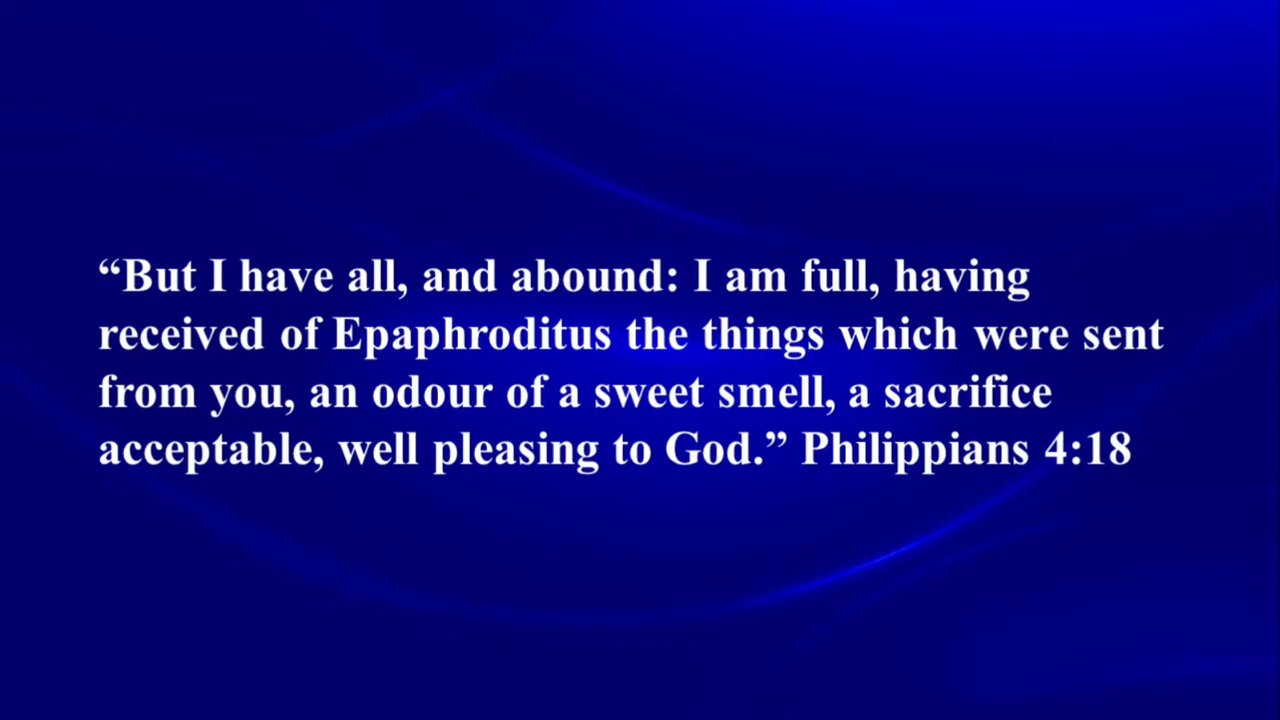 “But I have all, and abound: I am full, having
received of Epaphroditus the things which were sent
from you, an odour of a sweet smell, a sacrifice
acceptable, well pleasing to God.” Philippians 4:18